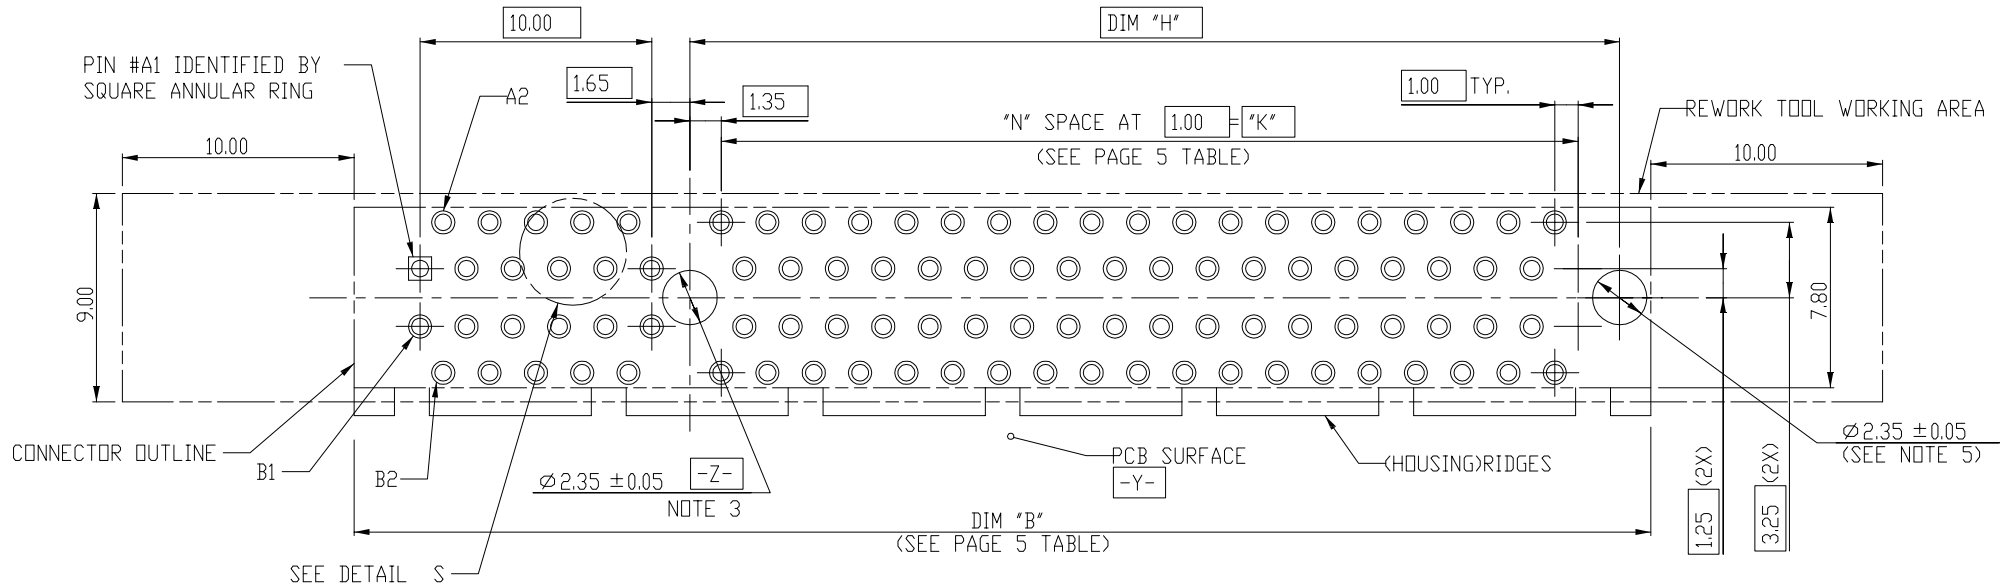 10.00
DIM "H"
PIN #A1 IDENTIFIED BY
SQUARE ANNULAR RING
1.65
1.35
A2
1.00 TYP.
"N" SPACE AT 1.00 = "K"
(SEE PAGE 5 TABLE)
REWORK TOOL WORKING AREA
10.00
10.00
9.00
7.80
CONNECTOR OUTLINE
B1
B2
Ø2.35 ±0.05 -Z-
NOTE 3
PCB SURFACE
-Y-
(HOUSING)RIDGES
Ø2.35 ±0.05
(SEE NOTE 5)
1.25 (2X)
3.25 (2X)
DIM "B"
(SEE PAGE 5 TABLE)
SEE DETAIL S